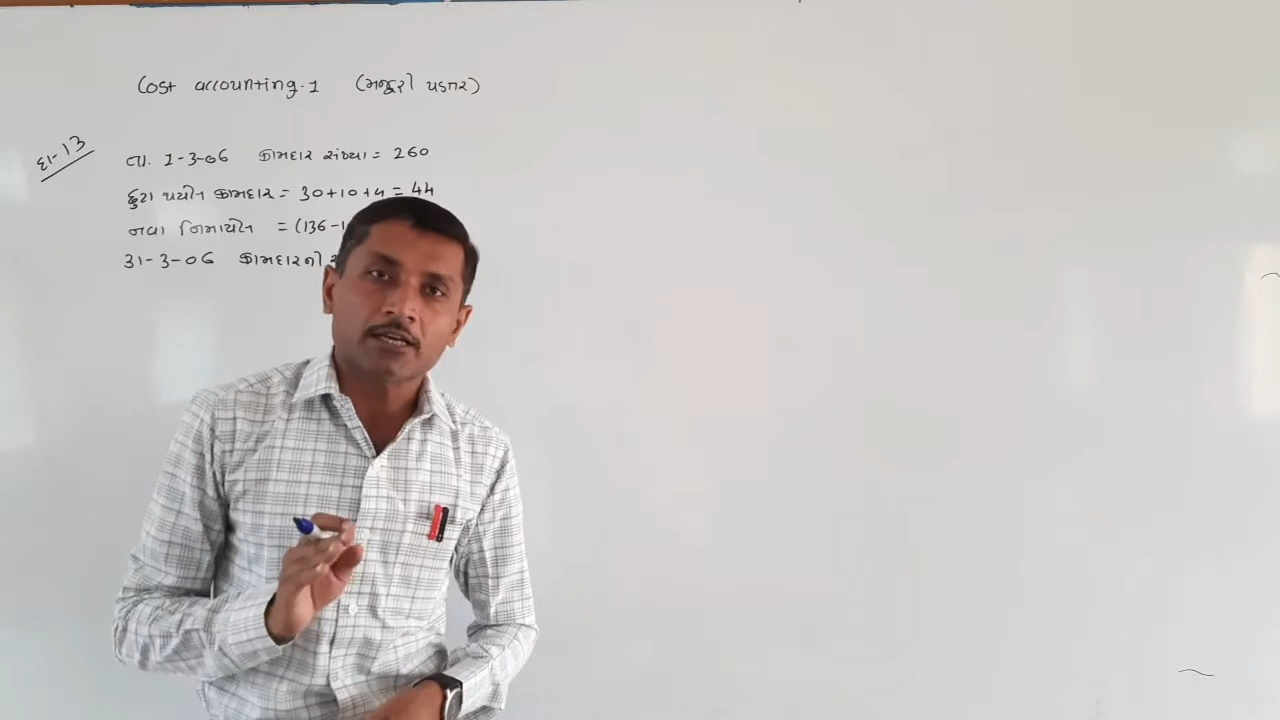 Cost accounting.1 (મજુરી પડતર)
દા-13
તા. 1-3-06 કામદાર સંખ્યા = 260
છુટા થયેલ કામદાર = 30+10+4 = 44
નવા નિમાયેલ = (136-1
31-3-06 કામદારની